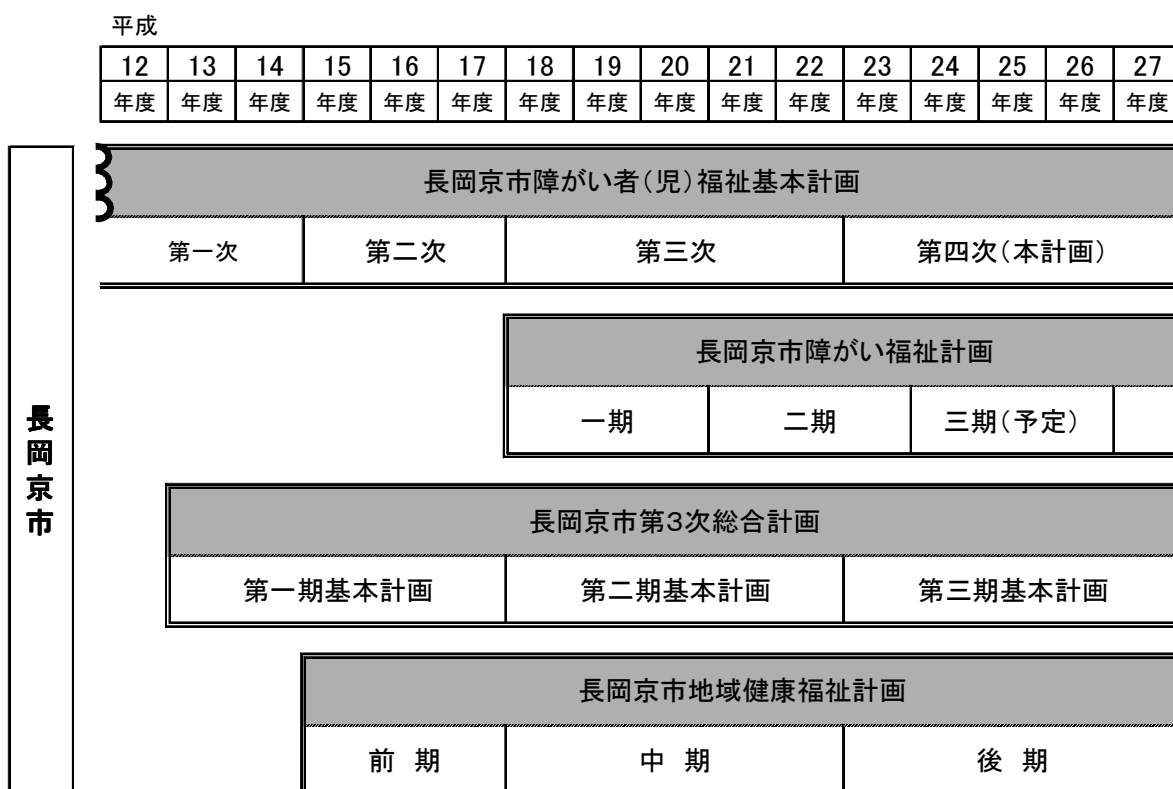 平成
12 13 14 15 16 17 18 19 20 21 22 23 24 25 26 27
年度 年度 年度 年度 年度 年度 年度 年度 年度 年度 年度 年度 年度 年度 年度 年度
長岡京市
長岡京市障がい者(児)福祉基本計画
第一次 第二次 第三次 第四次(本計画)
長岡京市障がい福祉計画
一期 二期 三期(予定)
長岡京市第3次総合計画
第一期基本計画 第二期基本計画 第三期基本計画
長岡京市地域健康福祉計画
前 期 中 期 後 期